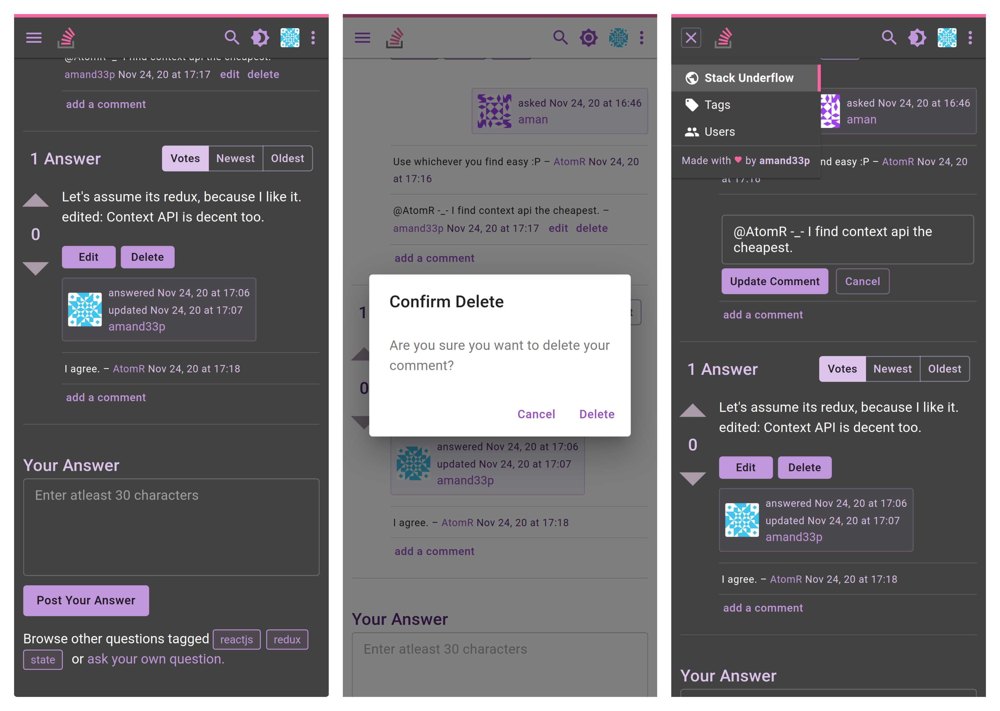 @AtomR -_- I find context api the cheapest.
amand33p Nov 24, 20 at 17:17 edit delete
add a comment
1 Answer
Votes Newest Oldest
Let's assume its redux, because I like it.
edited: Context API is decent too.
0
Edit Delete
answered Nov 24, 20 at 17:06
updated Nov 24, 20 at 17:07
amand33p
I agree. – AtomR Nov 24, 20 at 17:18
add a comment
Your Answer
Enter atleast 30 characters
Post Your Answer
Browse other questions tagged reactjs redux
state or ask your own question.
asked Nov 24, 20 at 16:46
aman
Use whichever you find easy :P – AtomR Nov 24, 20
at 17:16
@AtomR -_- I find context api the cheapest. –
amand33p Nov 24, 20 at 17:17 edit delete
add a comment
1
t
Confirm Delete
Are you sure you want to delete your
comment?
0
Cancel Delete
answered Nov 24, 20 at 17:06
updated Nov 24, 20 at 17:07
amand33p
I agree. – AtomR Nov 24, 20 at 17:18
add a comment
Your Answer
Enter atleast 30 characters
Stack Underflow
Tags
Users
Made with ♥ by amand33p
asked Nov 24, 20 at 16:46
aman
nd easy :P – AtomR Nov 24, 20
at 17:16
@AtomR -_- I find context api the
cheapest.
Update Comment Cancel
add a comment
1 Answer
Votes Newest Oldest
Let's assume its redux, because I like it.
edited: Context API is decent too.
0
Edit Delete
answered Nov 24, 20 at 17:06
updated Nov 24, 20 at 17:07
amand33p
I agree. – AtomR Nov 24, 20 at 17:18
add a comment
Your Answer